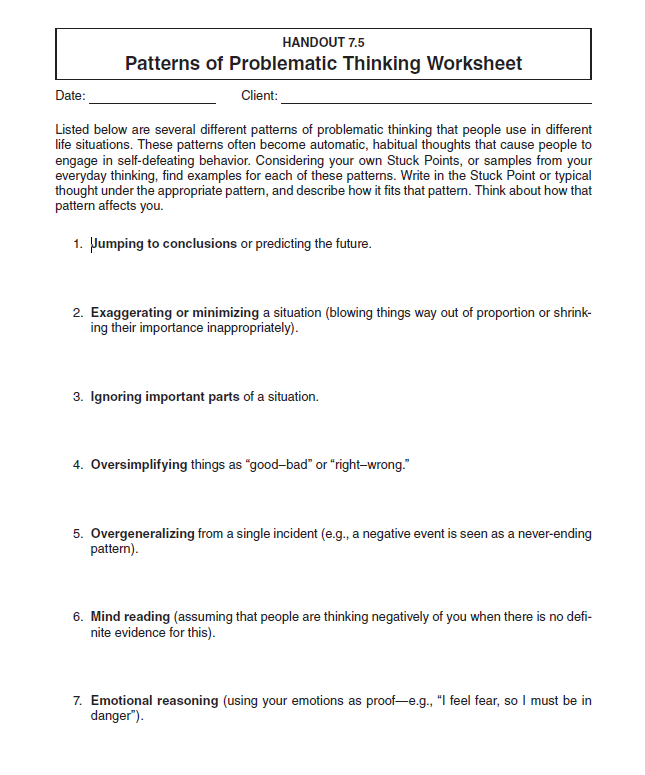 HANDOUT 7.5
Patterns of Problematic Thinking Worksheet
Date: Client:
Listed below are several different patterns of problematic thinking that people use in different
life situations. These patterns often become automatic, habitual thoughts that cause people to
engage in self-defeating behavior. Considering your own Stuck Points, or samples from your
everyday thinking, find examples for each of these patterns. Write in the Stuck Point or typical
thought under the appropriate pattern, and describe how it fits that pattern. Think about how that
pattern affects you.
1. Jumping to conclusions or predicting the future.
2. Exaggerating or minimizing a situation (blowing things way out of proportion or shrink-
ing their importance inappropriately).
3. Ignoring important parts of a situation.
4. Oversimplifying things as “good–bad” or “right–wrong.”
5. Overgeneralizing from a single incident (e.g., a negative event is seen as a never-ending
pattern).
6. Mind reading (assuming that people are thinking negatively of you when there is no defi-
nite evidence for this).
7. Emotional reasoning (using your emotions as proof—e.g., “I feel fear, so I must be in
danger”).